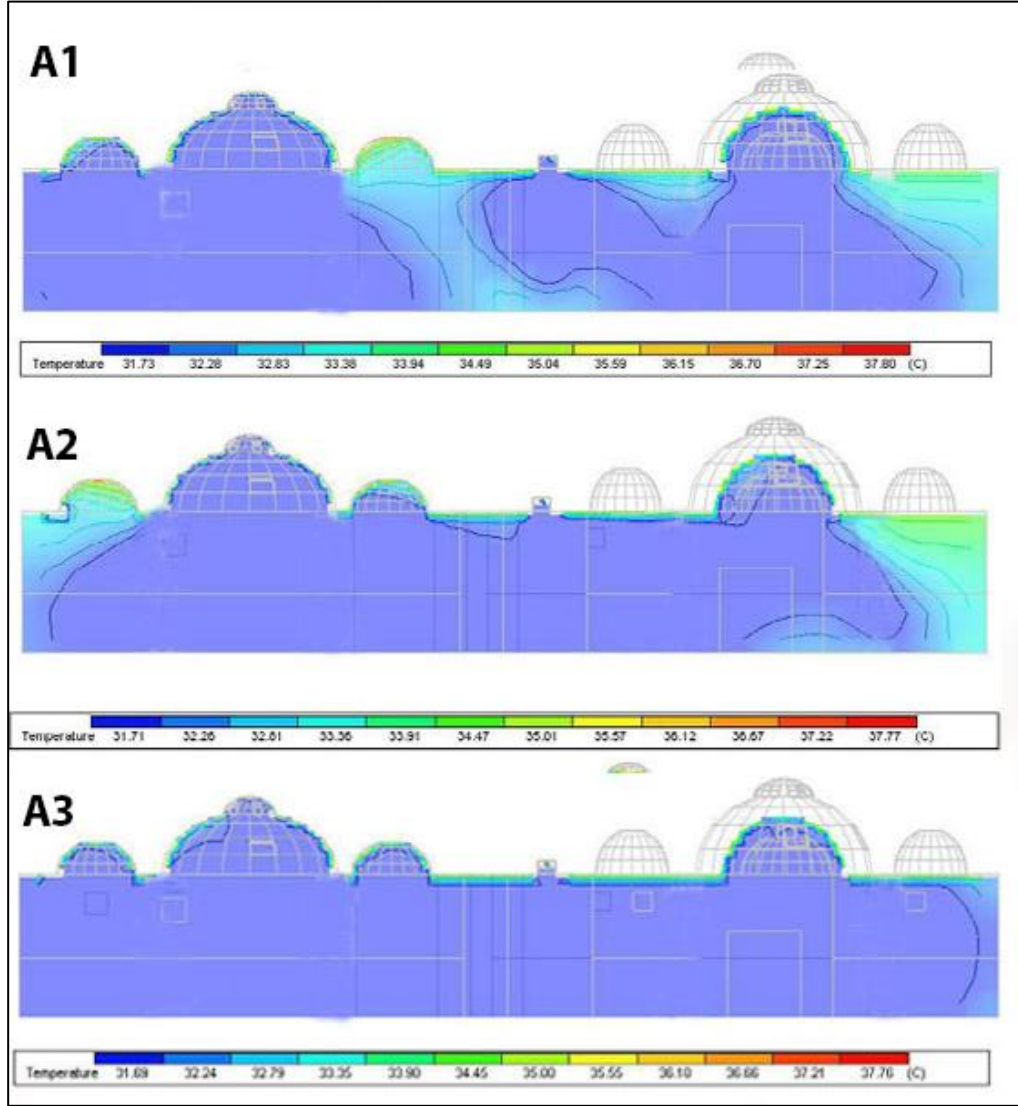 A1
Temperature 31.73 32.28 32.83 33.38 33.94 34.49 35.04 35.59 36.15 36.70 37.25 37.80 (C)
A2
Temperature 31.71 32.26 32.81 33.36 33.91 34.47 35.01 35.57 36.12 36.67 37.22 37.77 (C)
A3
Temperature 31.69 32.24 32.79 33.35 33.90 34.45 35.00 35.55 36.10 36.66 37.21 37.76 (C)